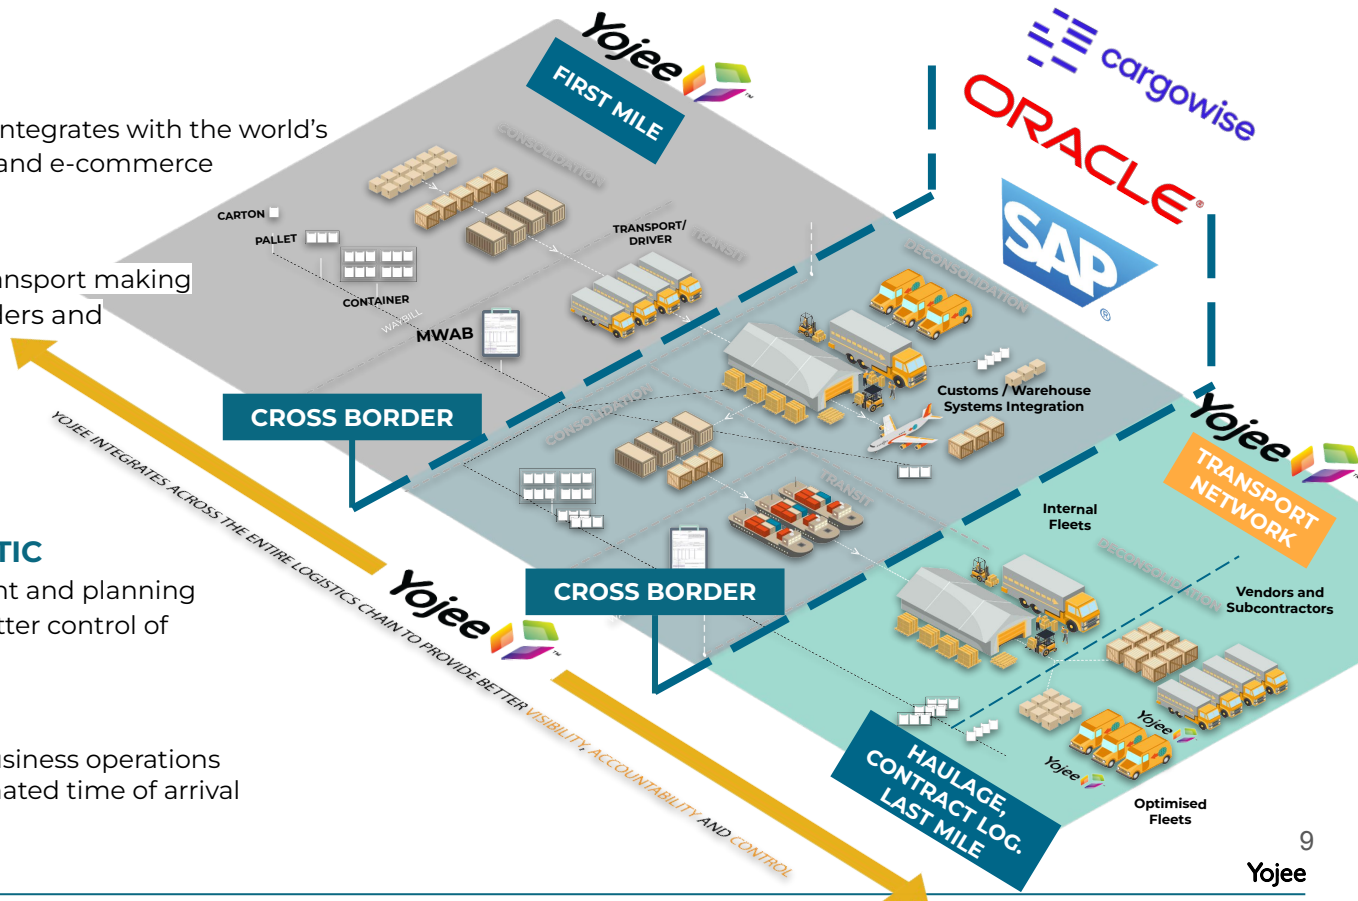 Yojee
FIRST MILE
cargowise
ORACLE
SAP
®
integrates with the world's
and e-commerce
CONSOLIDATION
CARTON
PALLET
CONTAINER
WAYBILL
MWAB
TRANSPORT/
DRIVER
TRANSIT
DECONSOLIDATION
ansport making
ders and
CROSS BORDER
CONSOLIDATION
Customs / Warehouse
Systems Integration
TRANSIT
Yojee
TRANSPORT
NETWORK
YOJEE INTEGRATES ACROSS THE ENTIRE LOGISTICS CHAIN TO PROVIDE BETTER VISIBILITY, ACCOUNTABILITY AND CONTROL
Internal
Fleets
DECONSOLIDATION
Vendors and
Subcontractors
TIC
nt and planning
tter control of
Yojee
CROSS BORDER
usiness operations
nated time of arrival
HAULAGE,
CONTRACT LOG.
LAST MILE
Yojee
Yojee
Optimised
Fleets
9
Yojee